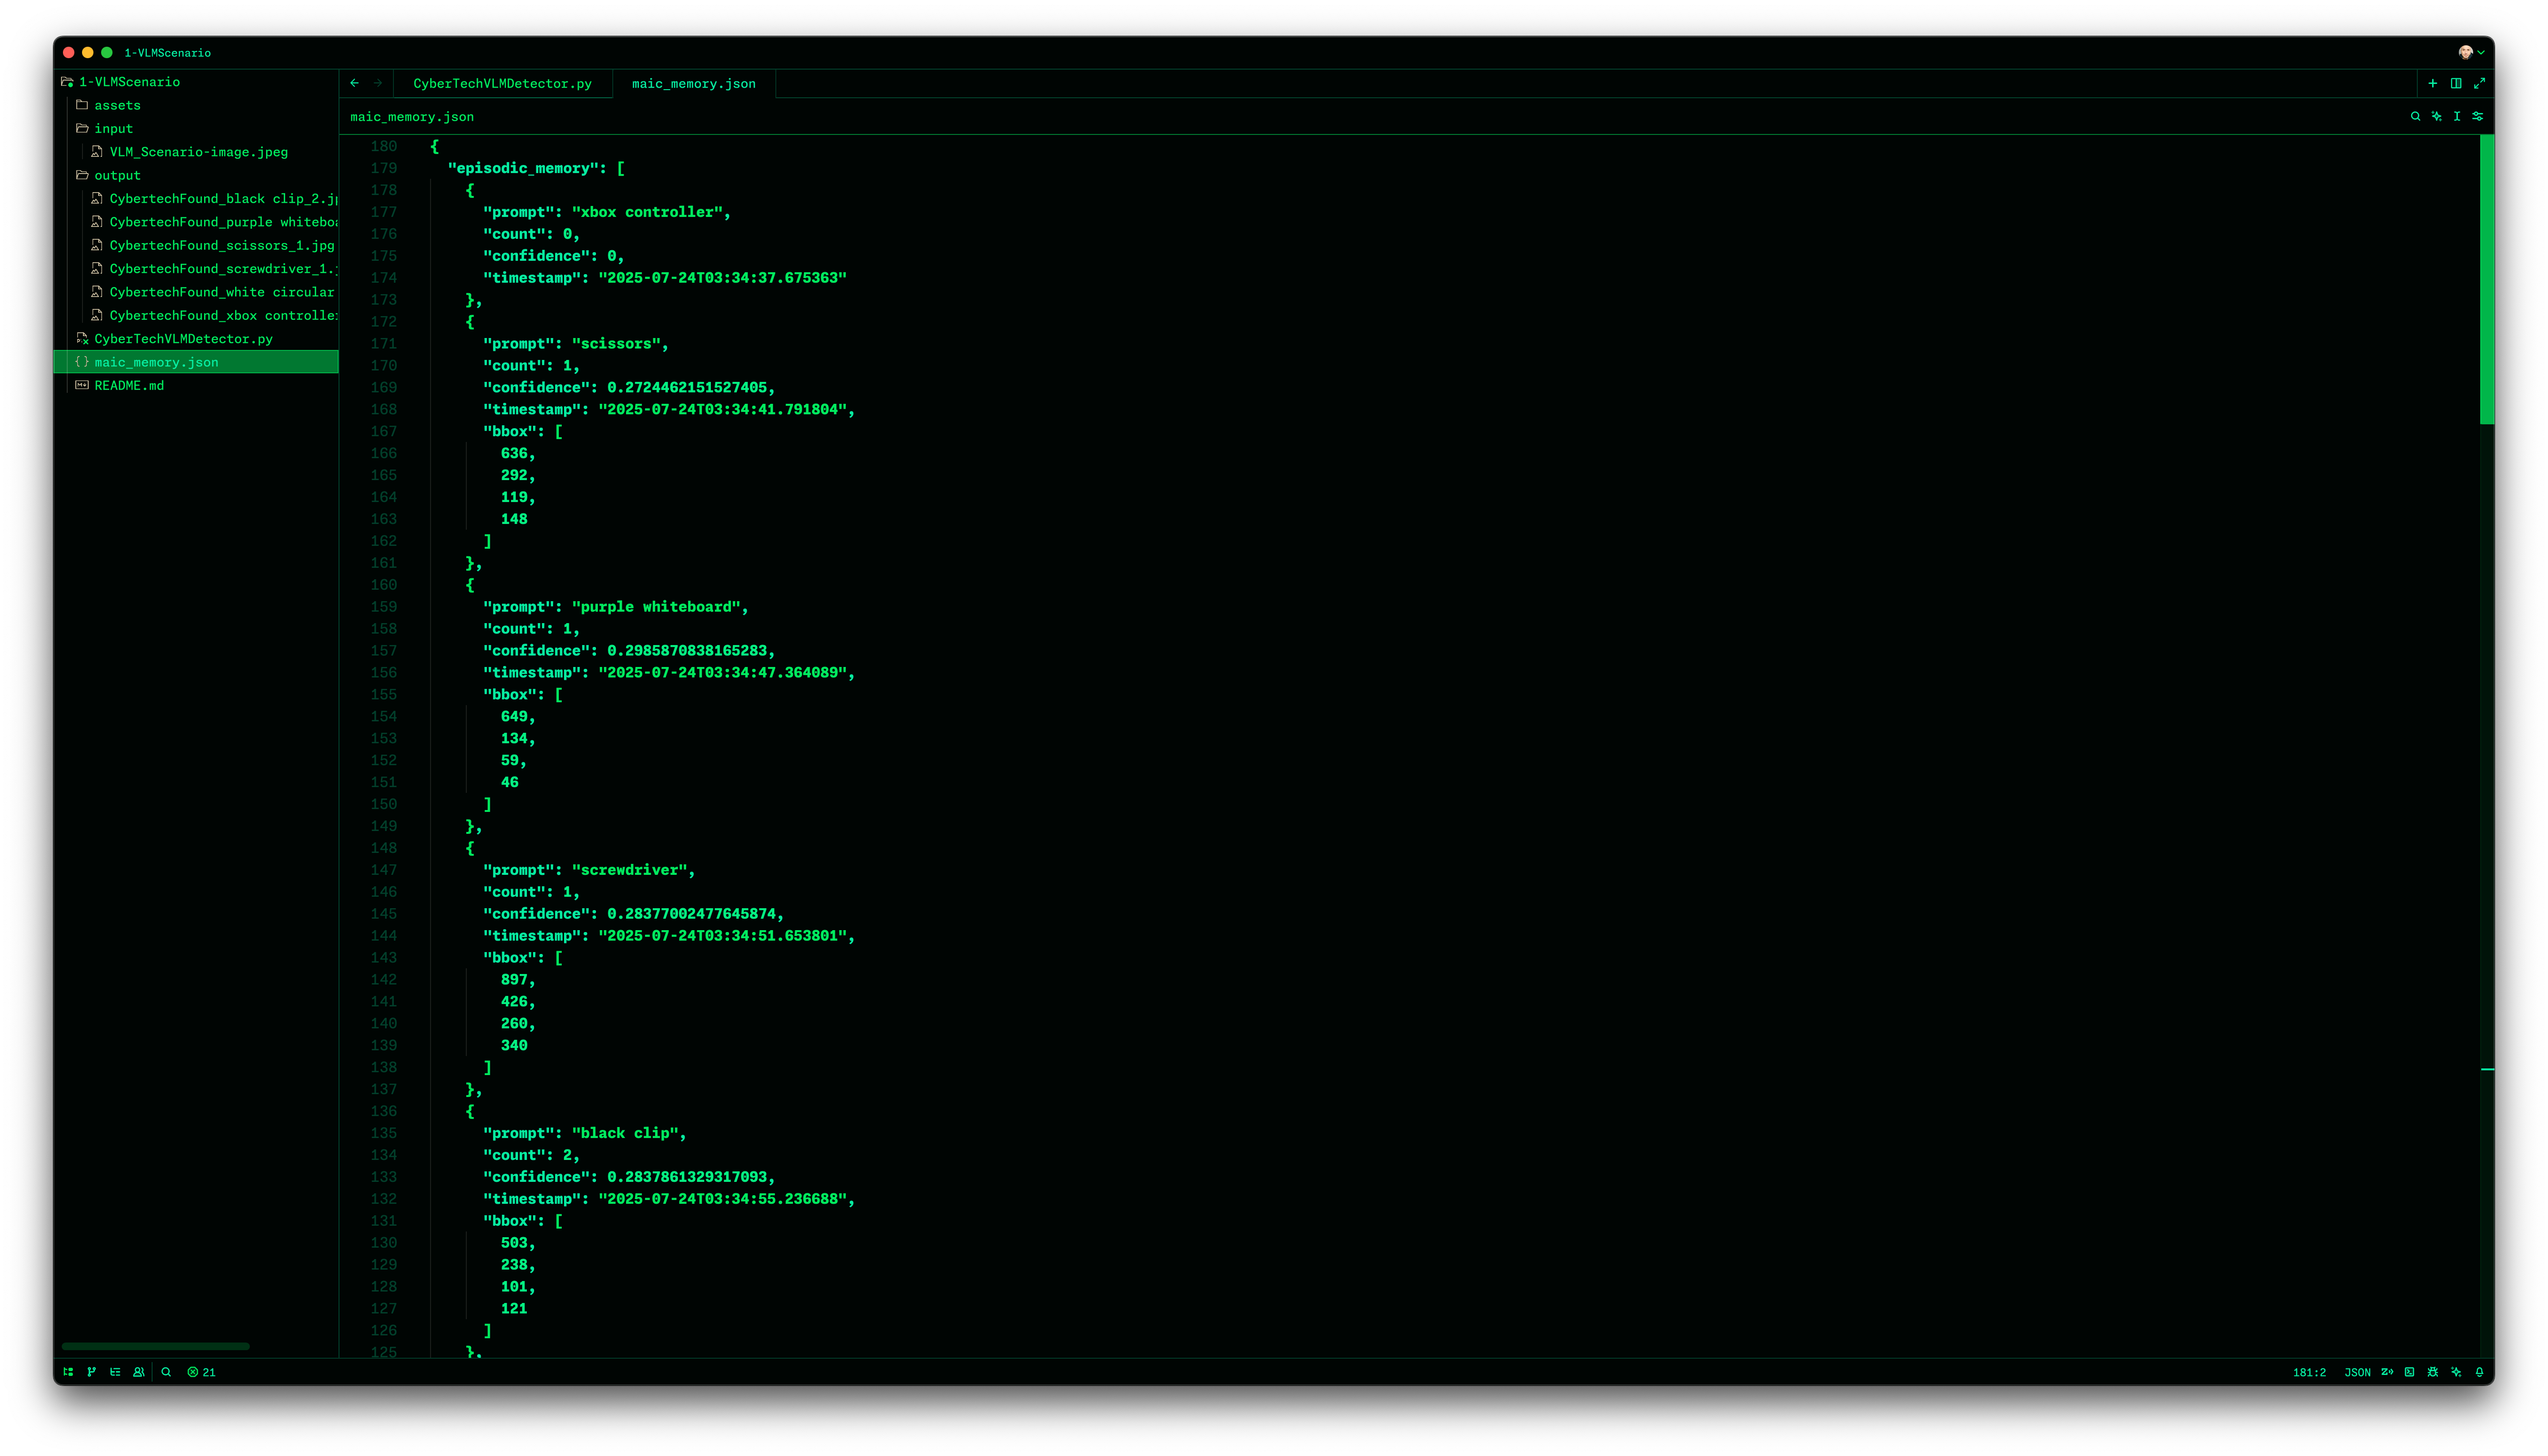 1-VLMScenario
1-VLMScenario
assets
input
VLM_Scenario-image.jpeg
output
CybertechFound_black clip_2.j
CybertechFound_purple whiteboa
CybertechFound_scissors_1.jpg
CybertechFound_screwdriver_1.
CybertechFound_white circular
CybertechFound_xbox controlle
CyberTechVLMDetector.py
maic_memory.json
README.md
CyberTechVLMDetector.py
maic_memory.json
maic_memory.json
180 {
179 "episodic_memory": [
178 {
177 "prompt": "xbox controller",
176 "count": 0,
175 "confidence": 0,
174 "timestamp": "2025-07-24T03:34:37.675363"
173 },
172 {
171 "prompt": "scissors",
170 "count": 1,
169 "confidence": 0.2724462151527405,
168 "timestamp": "2025-07-24T03:34:41.791804",
167 "bbox": [
166 636,
165 292,
164 119,
163 148
162 ]
161 },
160 {
159 "prompt": "purple whiteboard",
158 "count": 1,
157 "confidence": 0.2985870838165283,
156 "timestamp": "2025-07-24T03:34:47.364089",
155 "bbox": [
154 649,
153 134,
152 59,
151 46
150 ]
149 },
148 {
147 "prompt": "screwdriver",
146 "count": 1,
145 "confidence": 0.28377002477645874,
144 "timestamp": "2025-07-24T03:34:51.653801",
143 "bbox": [
142 897,
141 426,
140 260,
139 340
138 ]
137 },
136 {
135 "prompt": "black clip",
134 "count": 2,
133 "confidence": 0.2837861329317093,
132 "timestamp": "2025-07-24T03:34:55.236688",
131 "bbox": [
130 503,
129 238,
128 101,
127 121
126 ]
125 },
21
181:2 JSON